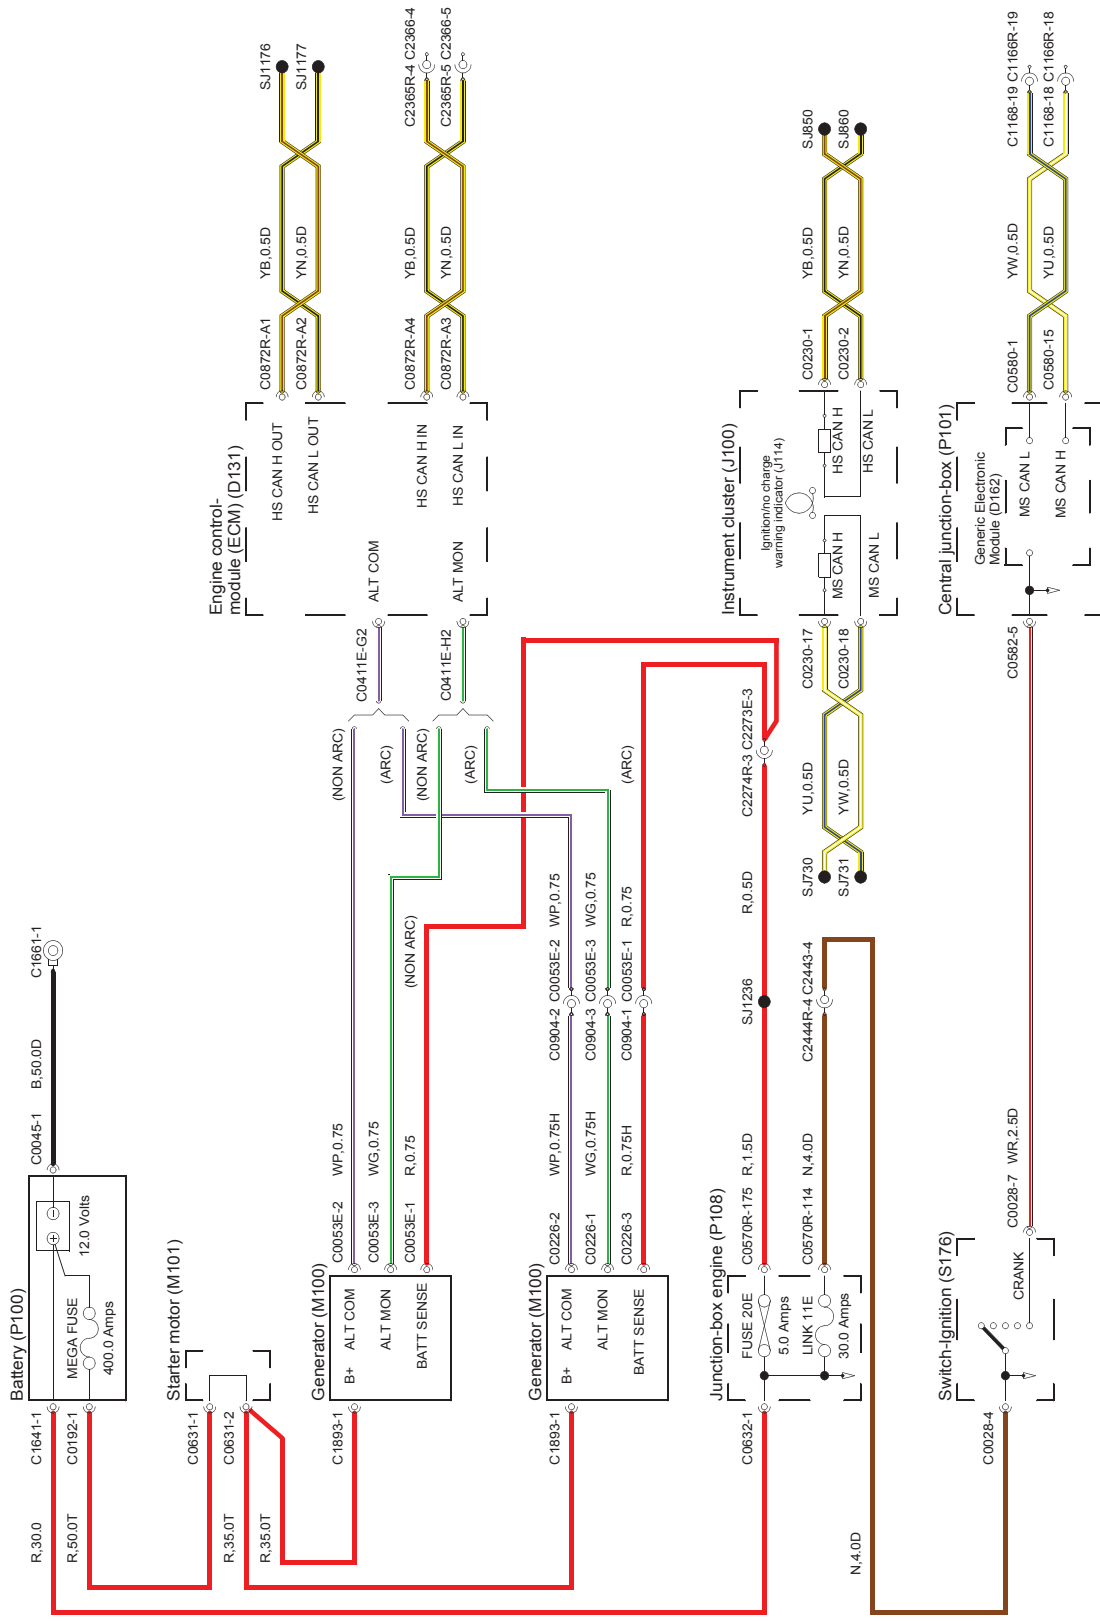 Battery (P100)
MEGA FUSE
400.0 Amps
12.0 Volts
C1641-1
C0192-1
R,30.0
R,50.0T
C0045-1
B,50.0D
C1661-1
Starter motor (M101)
C0631-1
C0631-2
R,35.0T
R,35.0T
Generator (M100)
B+
ALT COM
ALT MON
BATT SENSE
C1893-1
C0053E-2
C0053E-3
C0053E-1
WP,0.75
WG,0.75
R,0.75
(NON ARC)
(NON ARC)
(ARC)
(NON ARC)
(ARC)
(ARC)
Generator (M100)
B+
ALT COM
ALT MON
BATT SENSE
C1893-1
C0226-2
C0226-1
C0226-3
WP,0.75H
WG,0.75H
R,0.75H
C0904-2
C0053E-2
WP,0.75
C0904-3
C0053E-3
WG,0.75
C0904-1
C0053E-1
R,0.75
Engine control-
module (ECM) (D131)
HS CAN H OUT
HS CAN L OUT
HS CAN H IN
HS CAN L IN
ALT COM
ALT MON
C0411E-G2
C0411E-H2
C0872R-A1
C0872R-A2
C0872R-A4
C0872R-A3
YB,0.5D
YN,0.5D
YB,0.5D
YN,0.5D
SJ1176
SJ1177
C2365R-4
C2366-4
C2365R-5
C2366-5
Junction-box engine (P108)
FUSE 20E
5.0 Amps
LINK 11E
30.0 Amps
C0632-1
C0570R-175
C0570R-114
R,1.5D
N,4.0D
SJ1236
R,0.5D
C2274R-3
C2273E-3
C2444R-4
C2443-4
Instrument cluster (J100)
Ignition/no charge
warning indicator (J114)
MS CAN H
MS CAN L
HS CAN H
HS CAN L
C0230-17
C0230-18
C0230-1
C0230-2
YU,0.5D
YW,0.5D
SJ730
SJ731
YB,0.5D
YN,0.5D
SJ850
SJ860
Switch-Ignition (S176)
CRANK
C0028-4
C0028-7
WR,2.5D
N,4.0D
Central junction-box (P101)
Generic Electronic
Module (D162)
MS CAN L
MS CAN H
C0582-5
C0580-1
C0580-15
YW,0.5D
YU,0.5D
C1168-19
C1166R-19
C1168-18
C1166R-18